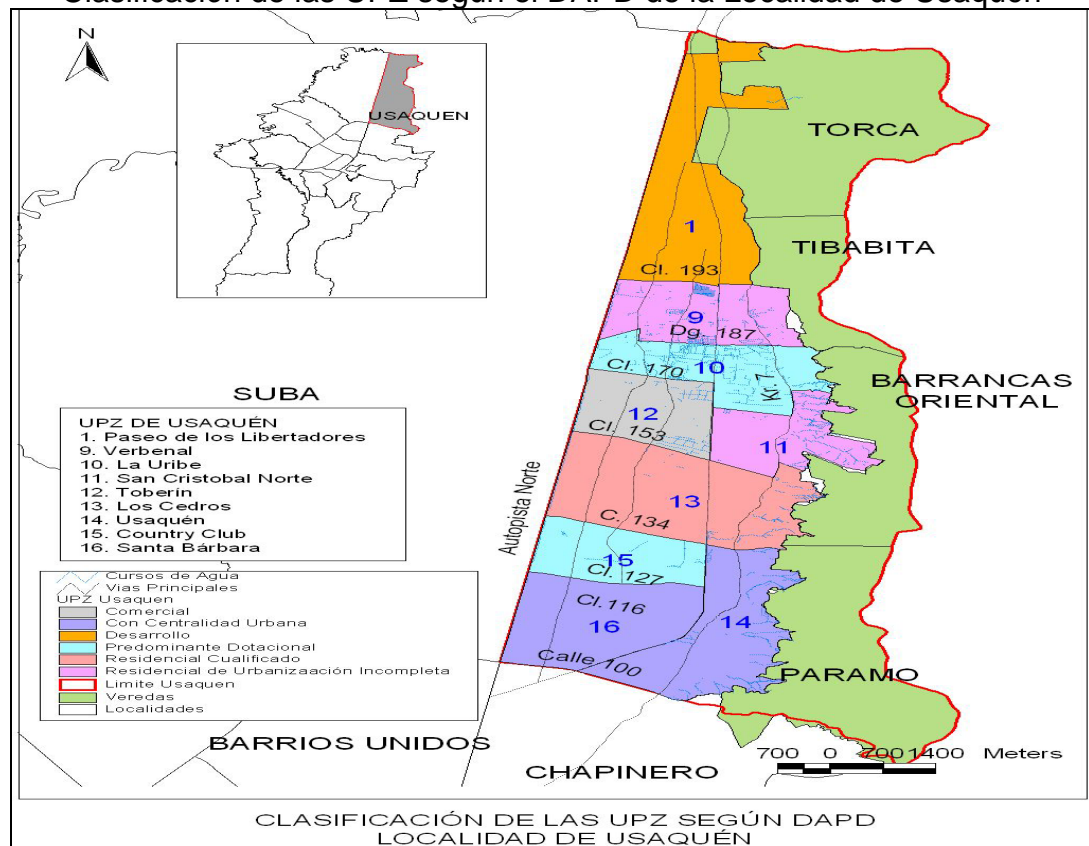 Clasificación de las UPZ según el DAPD de la Localidad de Usaquén
N
USAQUEN
TORCA
1
TIBABITA
Cl. 193
9
Dg. 187
Cl. 170
10
Kr. 7
BARRANCAS
ORIENTAL
SUBA
12
Cl. 153
11
UPZ DE USAQUÉN
1. Paseo de los Libertadores
9. Verbenal
10. La Uribe
11. San Cristobal Norte
12. Toberín
13. Los Cedros
14. Usaquén
15. Country Club
16. Santa Bárbara
Autopista Norte
13
C. 134
15
Cl. 127
Cl.116
16
14
Calle 100
PARAMO
Cursos de Agua
Vias Principales
UPZ Usaquen
Comercial
Con Centralidad Urbana
Desarrollo
Predominante Dotacional
Residencial Cualificado
Residencial de Urbanizaación Incompleta
Limite Usaquen
Veredas
Localidades
BARRIOS UNIDOS
CHAPINERO
700 0 7001400 Meters
CLASIFICACIÓN DE LAS UPZ SEGÚN DAPD
LOCALIDAD DE USAQUÉN